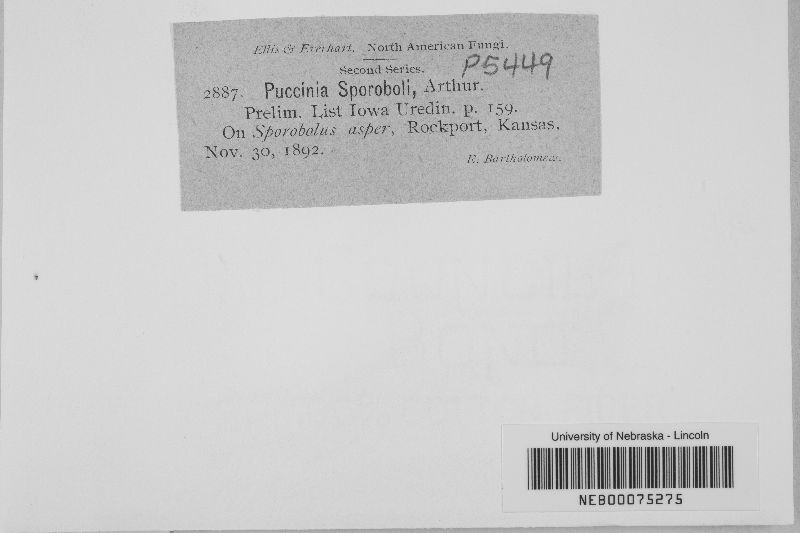 Ellis & Everhart, North American Fungi.
Second Series.
P5449
2887. Puccinia Sporoboli, Arthur.
Prelim. List Iowa Uredin. p. 159.
On Sporobolus asper, Rockport, Kansas,
Nov. 30, 1892.
E. Bartholomew.
University of Nebraska - Lincoln
NEB00075275